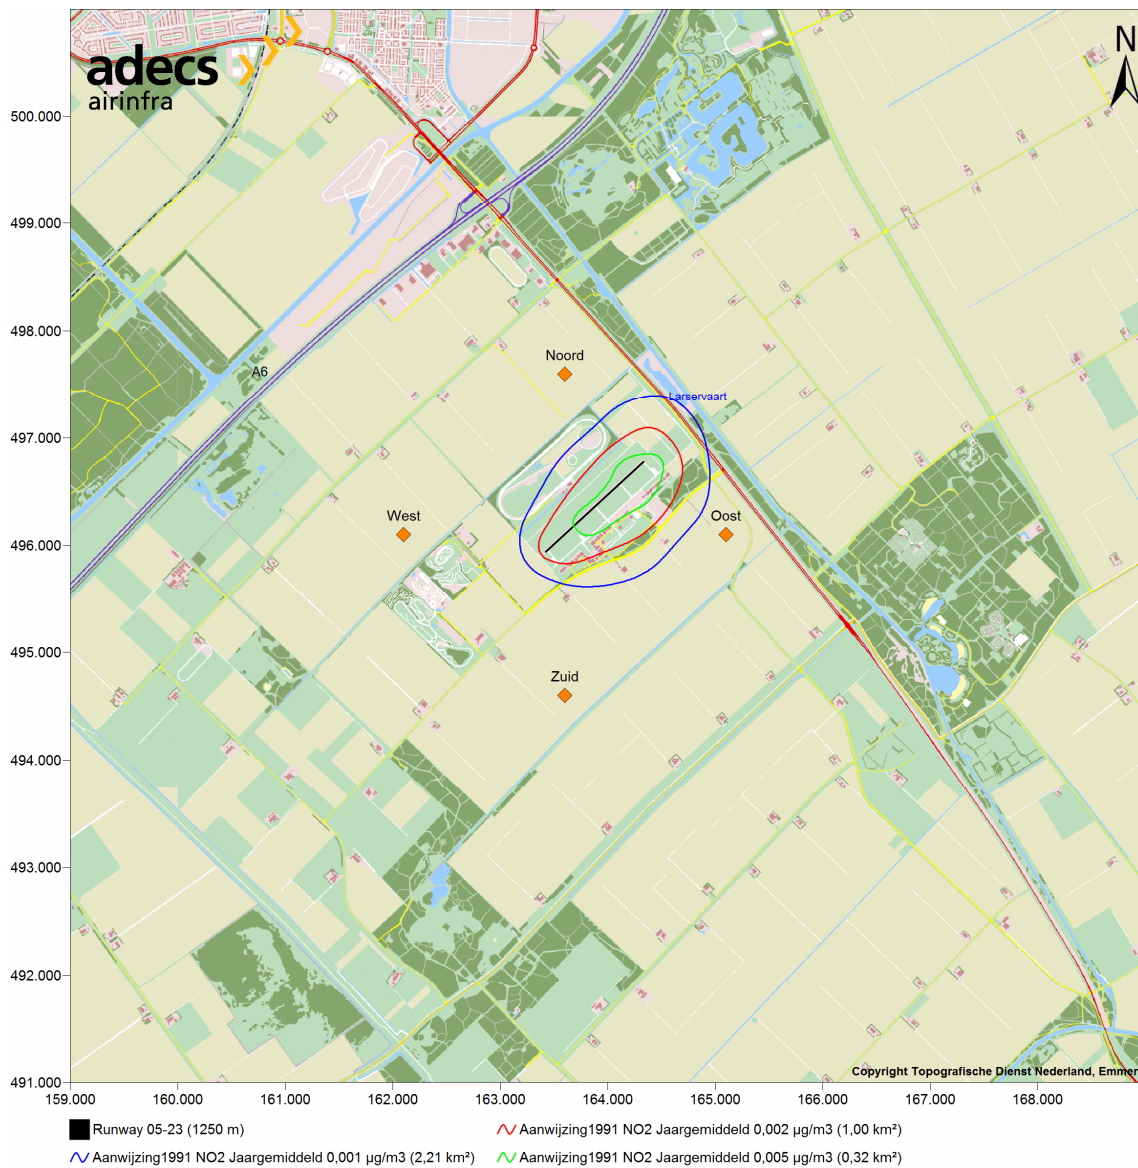 adecs
airinfra
N
500.000
499.000
498.000
Noord
A6
Larservaart
497.000
West
Oost
496.000
495.000
Zuid
494.000
493.000
492.000
491.000
Copyright Topografische Dienst Nederland, Emmen
159.000 160.000 161.000 162.000 163.000 164.000 165.000 166.000 167.000 168.000
Runway 05-23 (1250 m)
Aanwijzing1991 NO2 Jaargemiddeld 0,002 µg/m3 (1,00 km²)
Aanwijzing1991 NO2 Jaargemiddeld 0,001 µg/m3 (2,21 km²)
Aanwijzing1991 NO2 Jaargemiddeld 0,005 µg/m3 (0,32 km²)